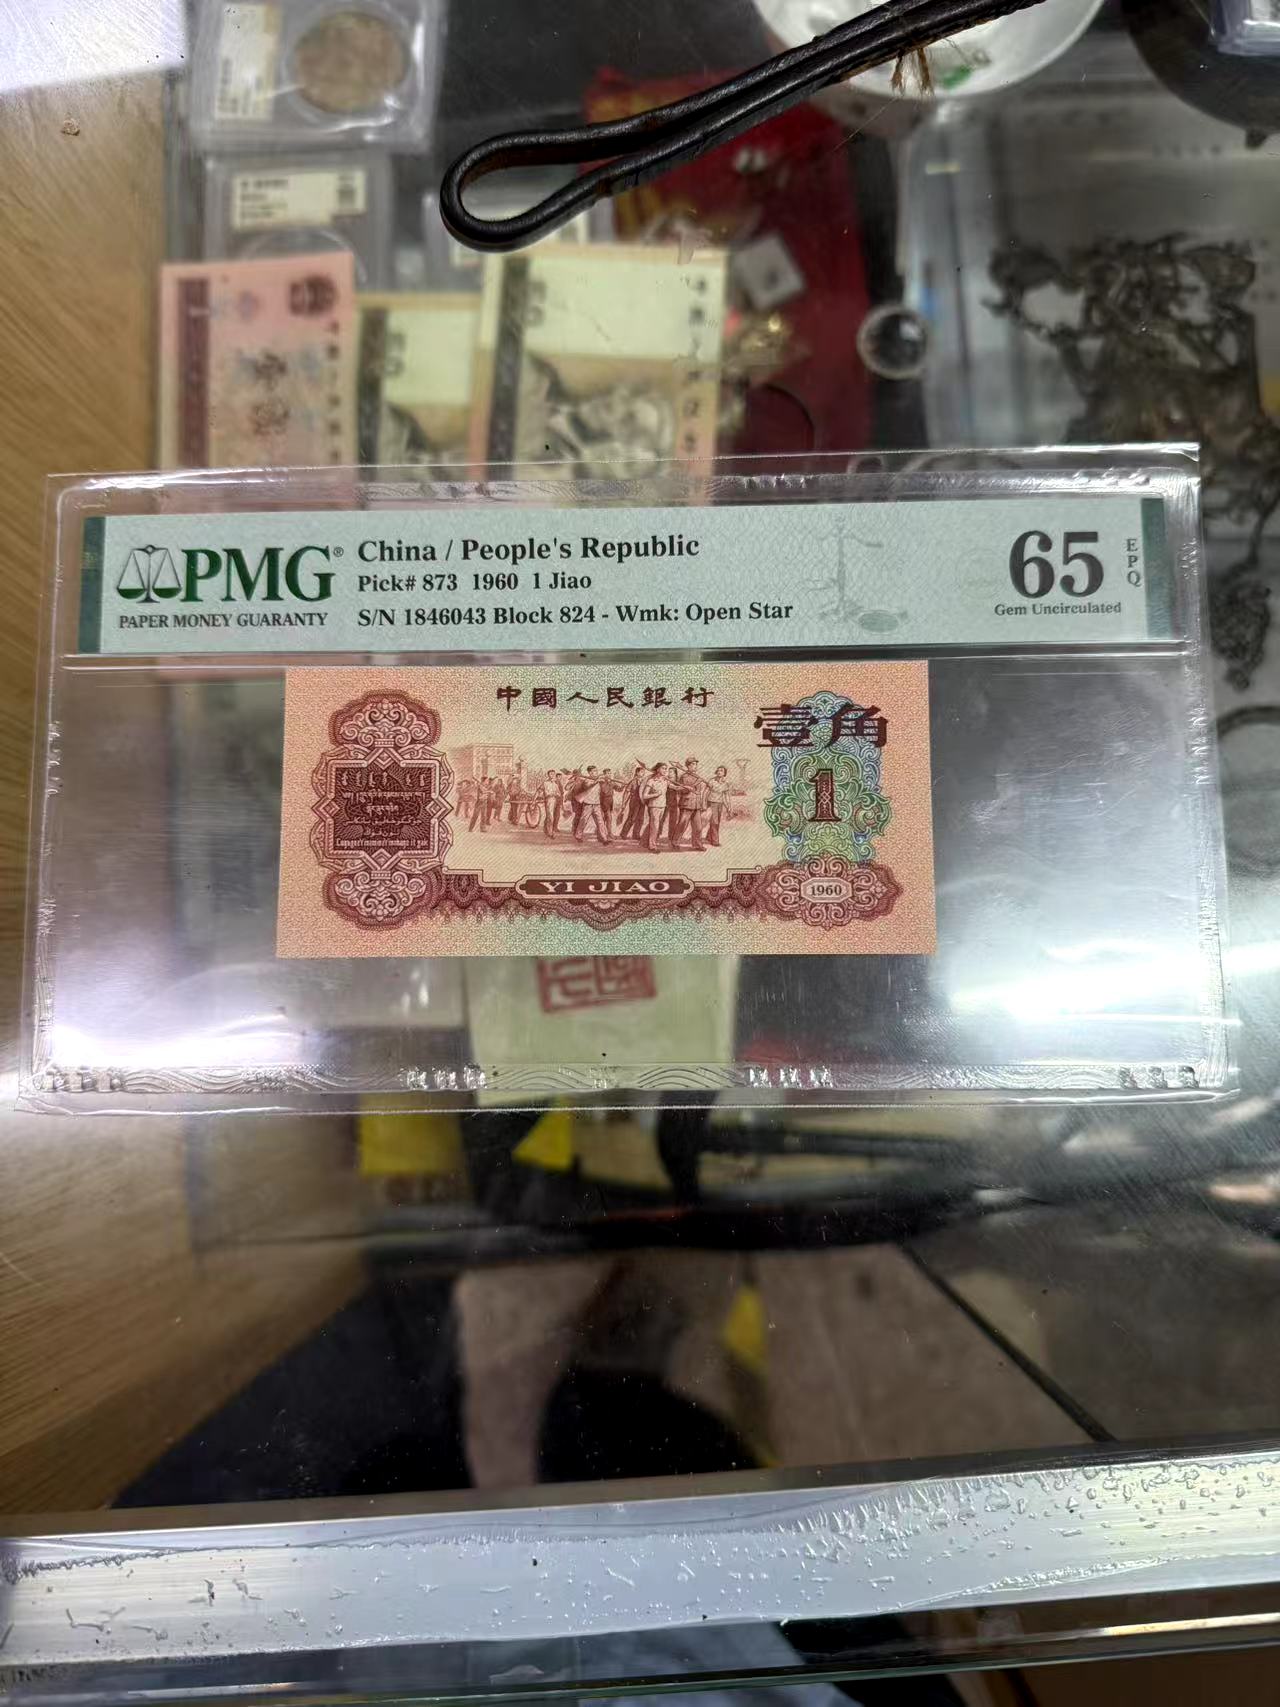 PMG®
PAPER MONEY GUARANTY
China / People's Republic
Pick# 873 1960 1 Jiao
S/N 1846043 Block 824 - Wmk: Open Star
65
EPQ
Gem Uncirculated
中國人民銀行
壹角
1
YI JIAO
1960